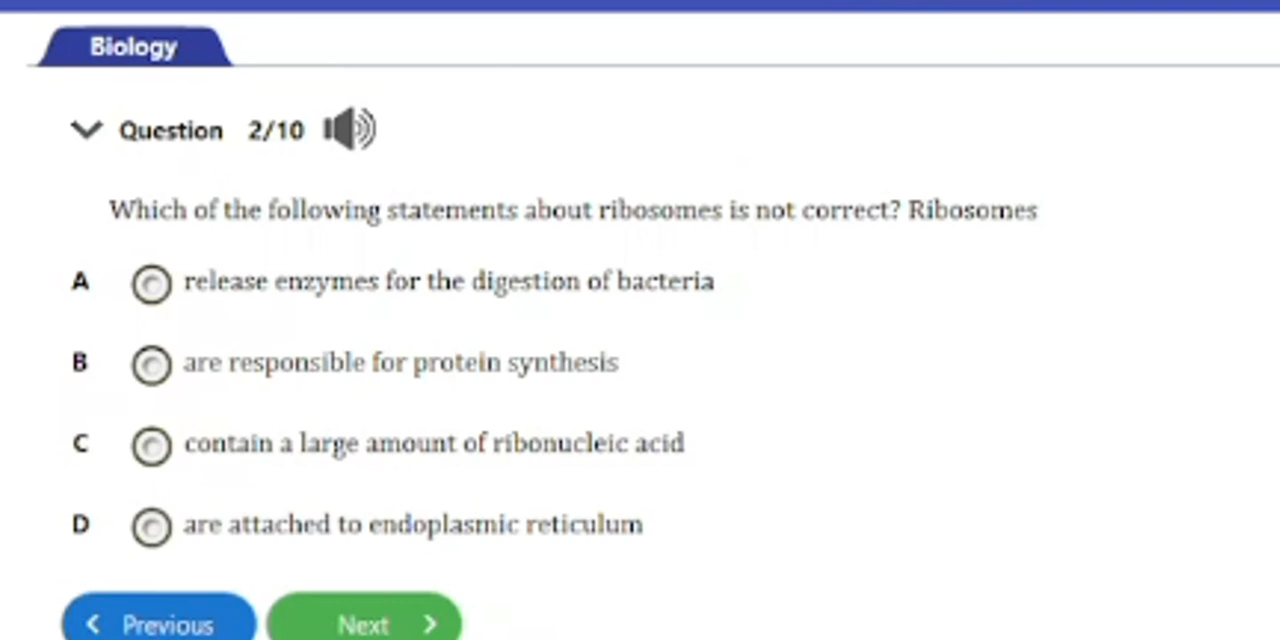 Biology
Question 2/10
Which of the following statements about ribosomes is not correct? Ribosomes
A release enzymes for the digestion of bacteria
B are responsible for protein synthesis
C contain a large amount of ribonucleic acid
D are attached to endoplasmic reticulum
Previous Next